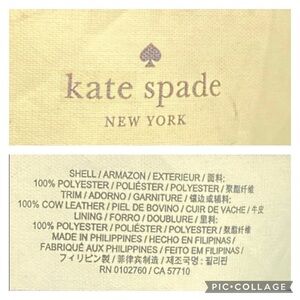 kate spade
NEW YORK
SHELL / ARMAZON / EXTERIEUR / 面料:
100% POLYESTER / POLIÉSTER / POLYESTER / 聚酯纤维
TRIM / ADORNO / GARNITURE / 镶边或辅料:
100% COW LEATHER / PIEL DE BOVINO / CUIR DE VACHE / 牛皮
LINING / FORRO / DOUBLURE / 里料:
100% POLYESTER / POLIÉSTER / POLYESTER / 聚酯纤维
MADE IN PHILIPPINES / HECHO EN FILIPINAS /
FABRIQUÉ AUX PHILIPPINES / FEITO EM FILIPINAS /
フィリピン製 / 菲律宾制造 / 제조국명: 필리핀
RN 0102760 / CA 57710
PIC•COLLAGE